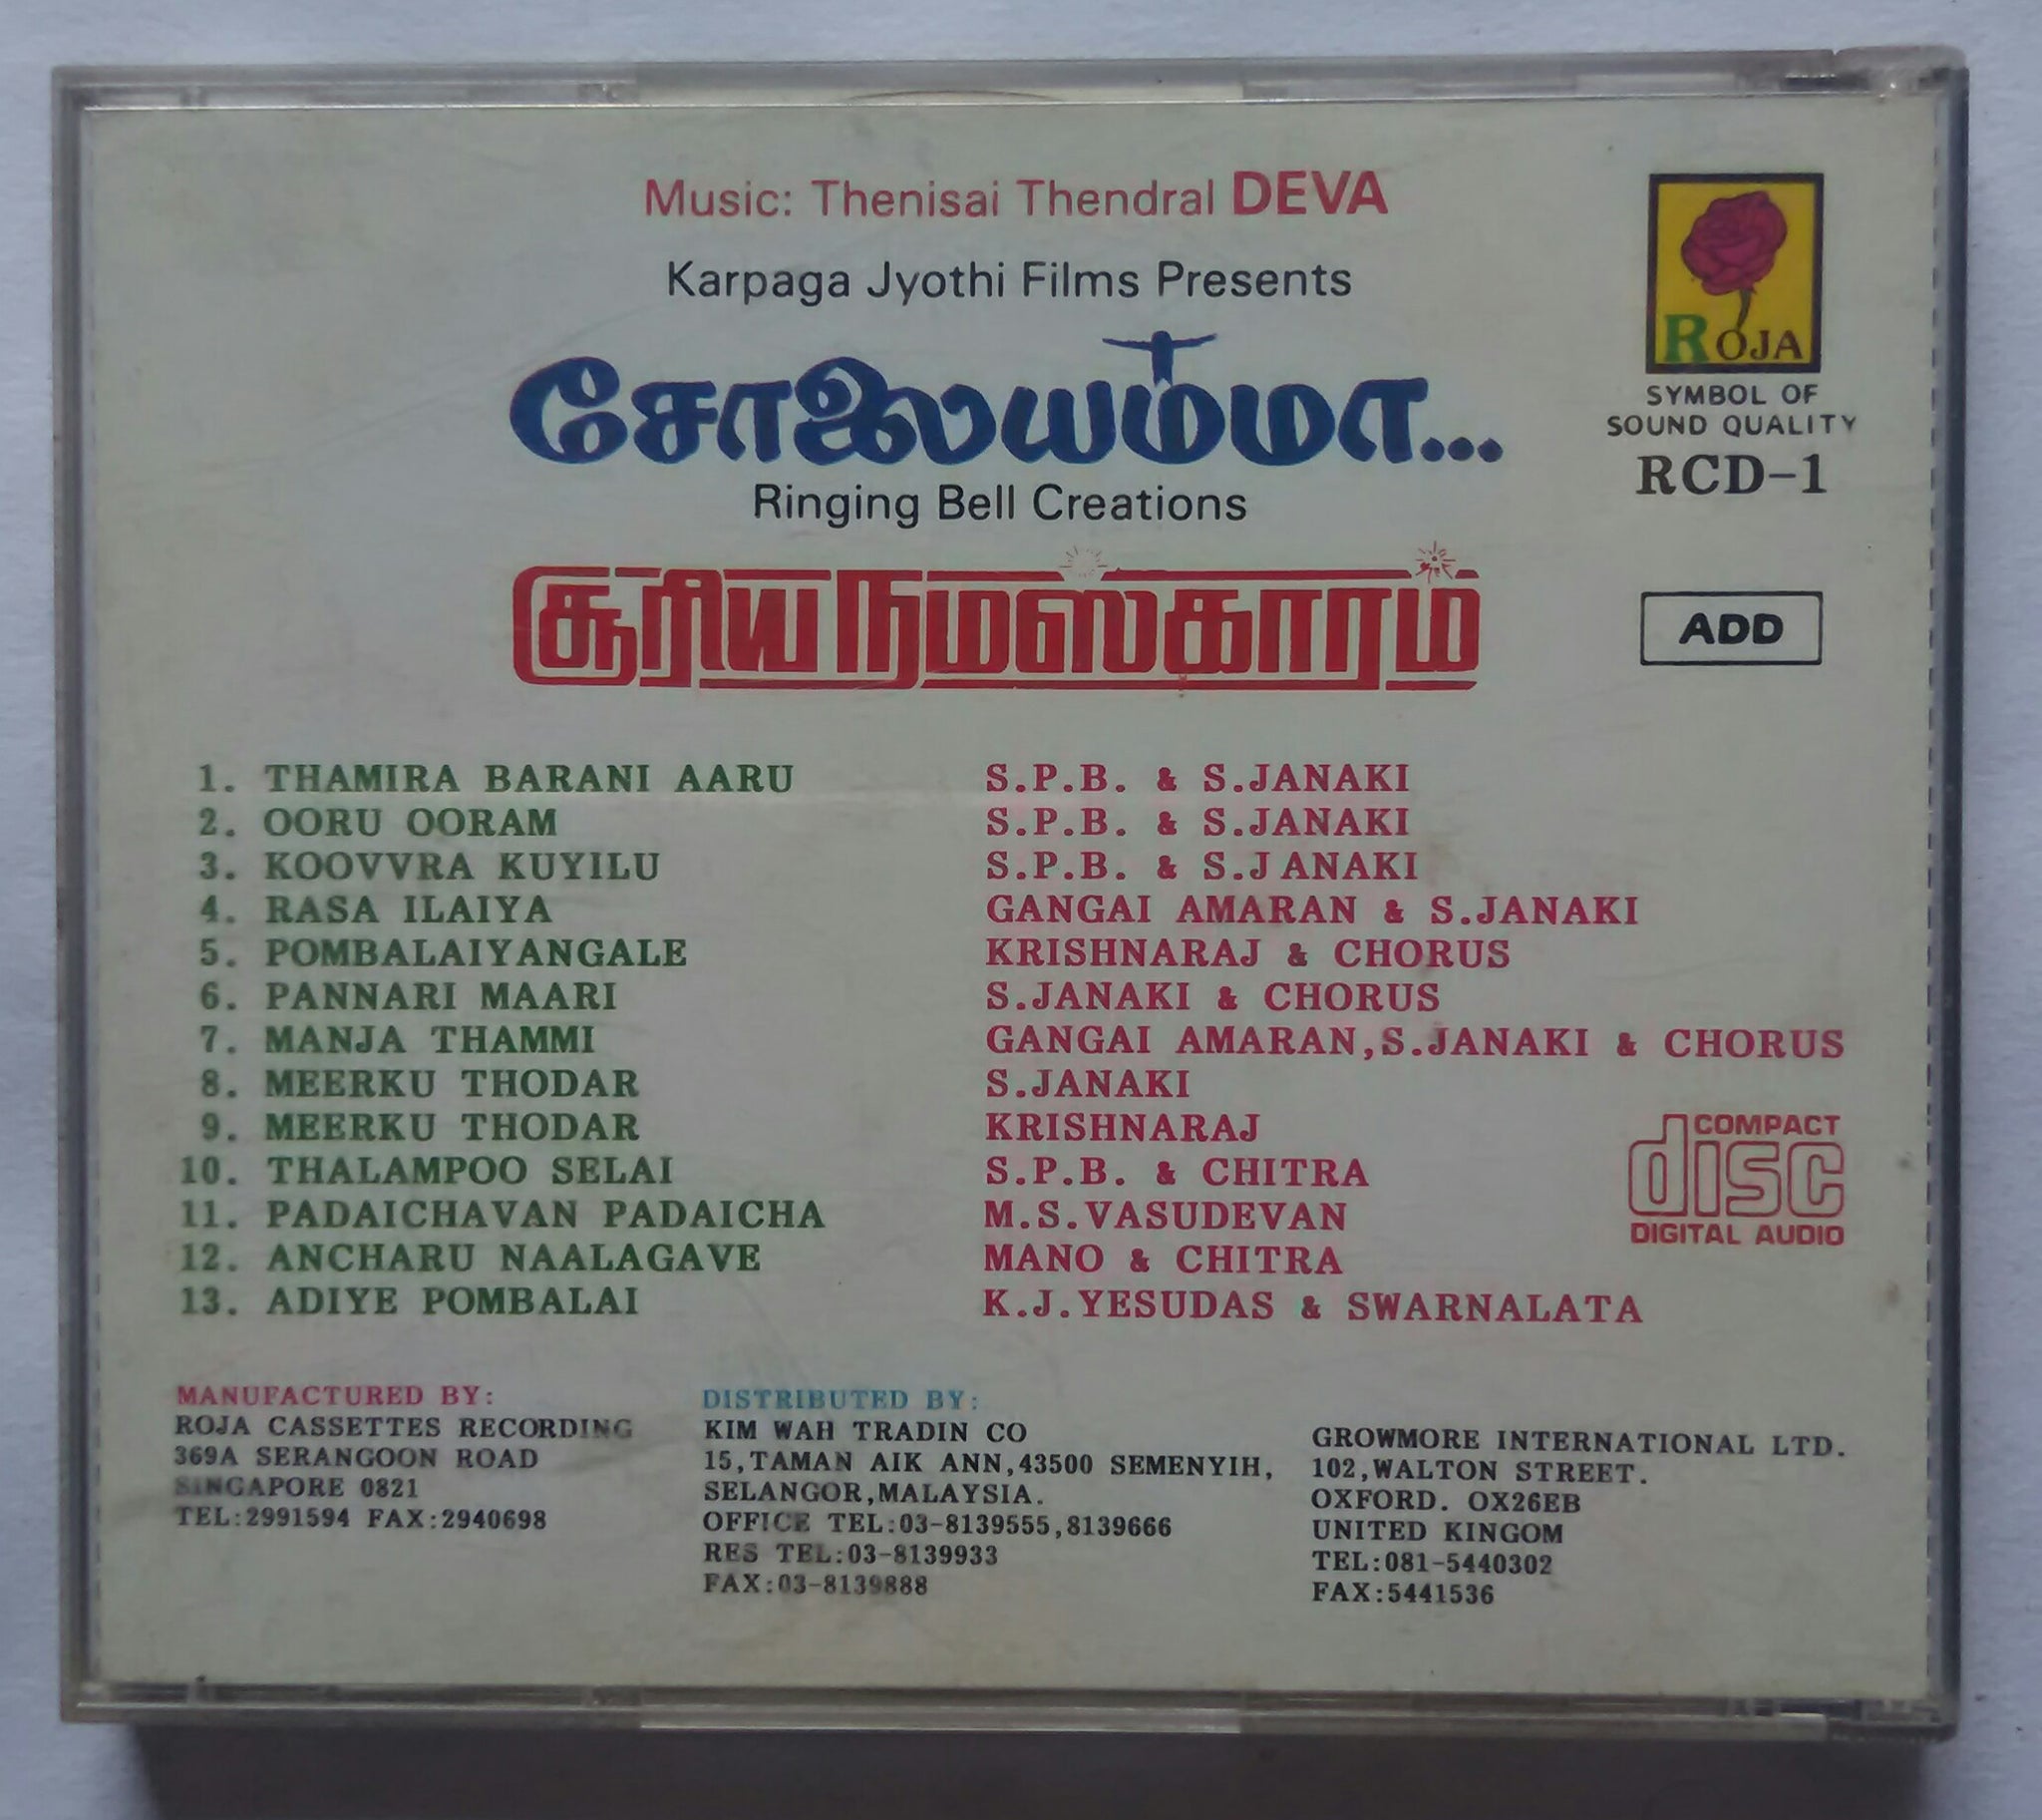 Music: Thenisai Thendral DEVA
Karpaga Jyothi Films Presents
சோலையம்மா...
Ringing Bell Creations
சூரிய நமஸ்காரம்
ROJA
SYMBOL OF
SOUND QUALITY
RCD-1
ADD
1. THAMIRA BARANI AARU S.P.B. & S.JANAKI
2. OORU OORAM S.P.B. & S.JANAKI
3. KOOVVRA KUYILU S.P.B. & S.JANAKI
4. RASA ILAIYA GANGAI AMARAN & S.JANAKI
5. POMBALAIYANGALE KRISHNARAJ & CHORUS
6. PANNARI MAARI S.JANAKI & CHORUS
7. MANJA THAMMI GANGAI AMARAN,S.JANAKI & CHORUS
8. MEERKU THODAR S.JANAKI
9. MEERKU THODAR KRISHNARAJ
10. THALAMPOO SELAI S.P.B. & CHITRA
11. PADAICHAVAN PADAICHA M.S.VASUDEVAN
12. ANCHARU NAALAGAVE MANO & CHITRA
13. ADIYE POMBALAI K.J.YESUDAS & SWARNALATA
COMPACT
disc
DIGITAL AUDIO
MANUFACTURED BY:
ROJA CASSETTES RECORDING
369A SERANGOON ROAD
SINGAPORE 0821
TEL:2991594 FAX:2940698
DISTRIBUTED BY:
KIM WAH TRADIN CO
15,TAMAN AIK ANN,43500 SEMENYIH,
SELANGOR,MALAYSIA.
OFFICE TEL:03-8139555,8139666
RES TEL:03-8139933
FAX:03-8139888
GROWMORE INTERNATIONAL LTD.
102,WALTON STREET.
OXFORD. OX26EB
UNITED KINGOM
TEL:081-5440302
FAX:5441536